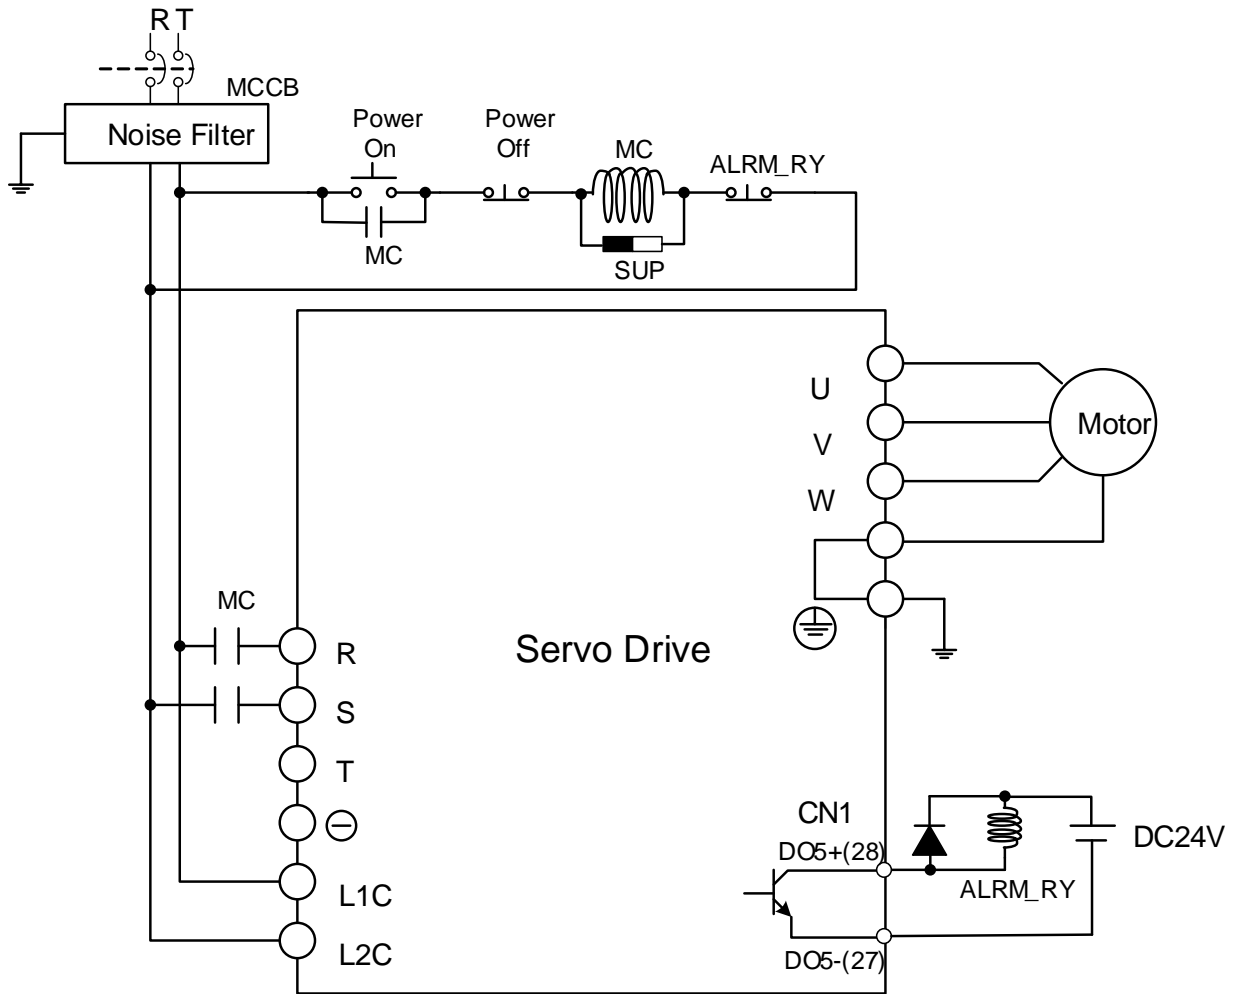 R T
MCCB
Noise Filter
Power
On
Power
Off
MC
ALRM_RY
MC
SUP
U
V
W
Motor
MC
R
S
T
L1C
L2C
Servo Drive
CN1
DO5+(28)
DO5-(27)
ALRM_RY
DC24V